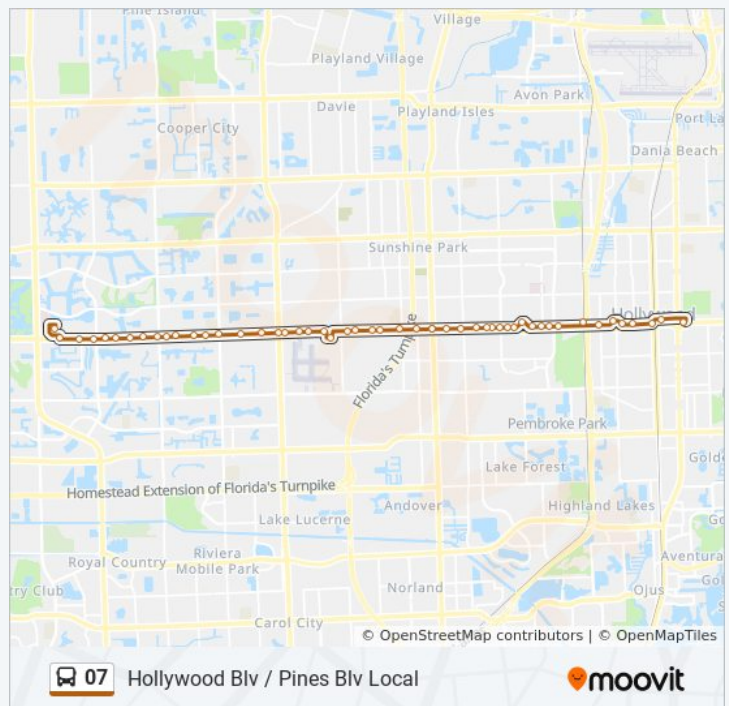 Pine Island
Village
Playland Village
Avon Park
Davie
Playland Isles
Cooper City
Port La
Dania Beach
Sunshine Park
Hollywood
Florida's Turnpike
Pembroke Park
Golde
Lake Forest
Homestead Extension of Florida's Turnpike
Andover
Highland Lakes
Lake Lucerne
Go
Riviera
Mobile Park
Royal Country
Aventura
try Club
Norland
Ojus
Gol
S
Carol City
© OpenStreetMap contributors | © OpenMapTiles
07 Hollywood Blv / Pines Blv Local
moovit